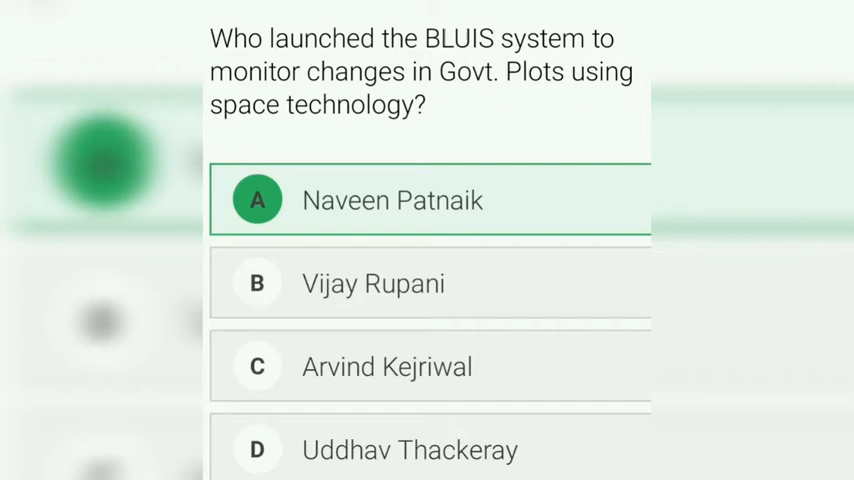 Who launched the BLUIS system to
monitor changes in Govt. Plots using
space technology?
A Naveen Patnaik
B Vijay Rupani
C Arvind Kejriwal
D Uddhav Thackeray